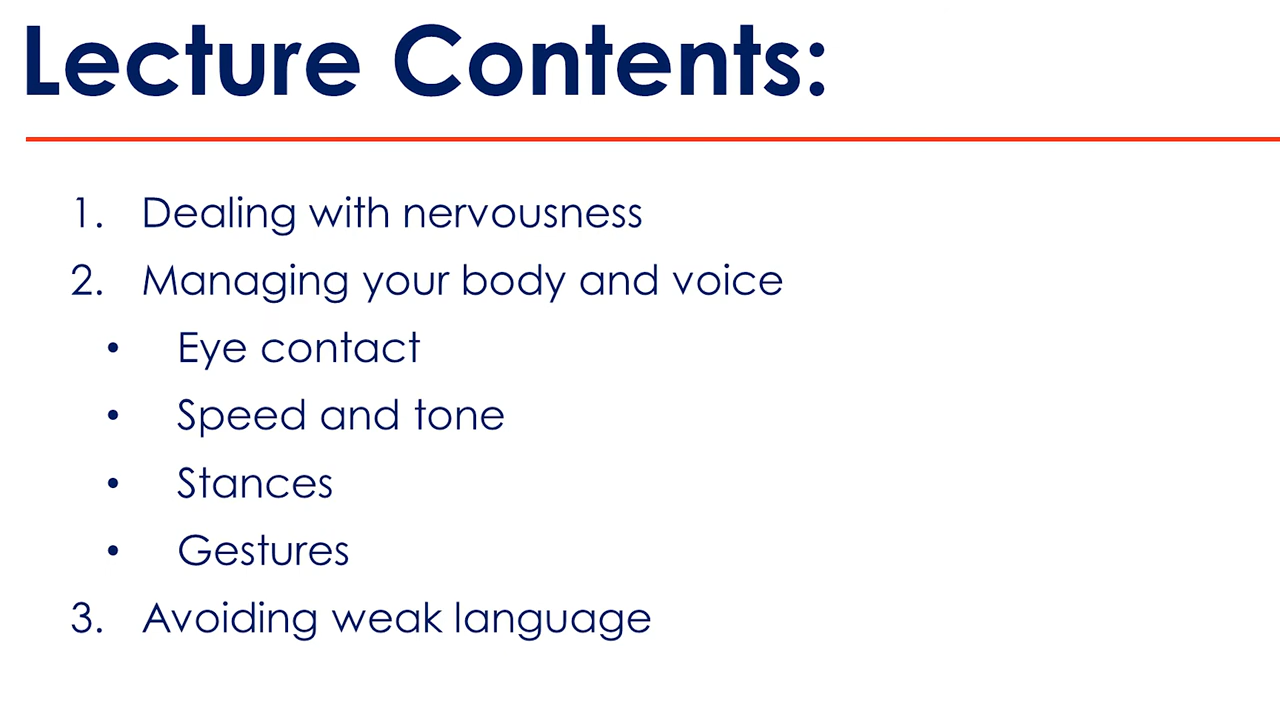 Lecture Contents:
1. Dealing with nervousness
2. Managing your body and voice
• Eye contact
• Speed and tone
• Stances
• Gestures
3. Avoiding weak language